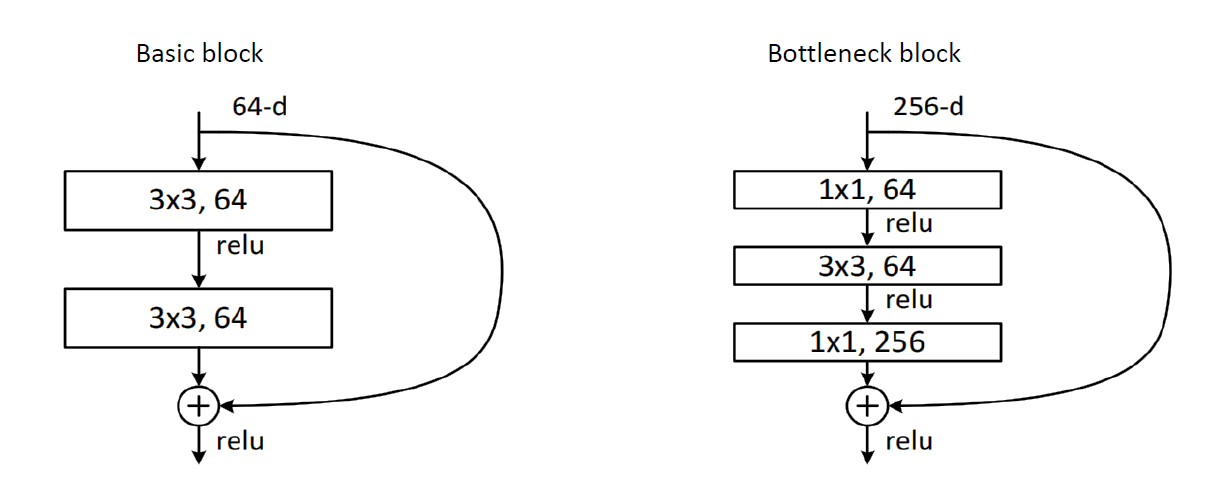 Basic block
64-d
3x3, 64
relu
3x3, 64
+
relu
Bottleneck block
256-d
1x1, 64
relu
3x3, 64
relu
1x1, 256
+
relu